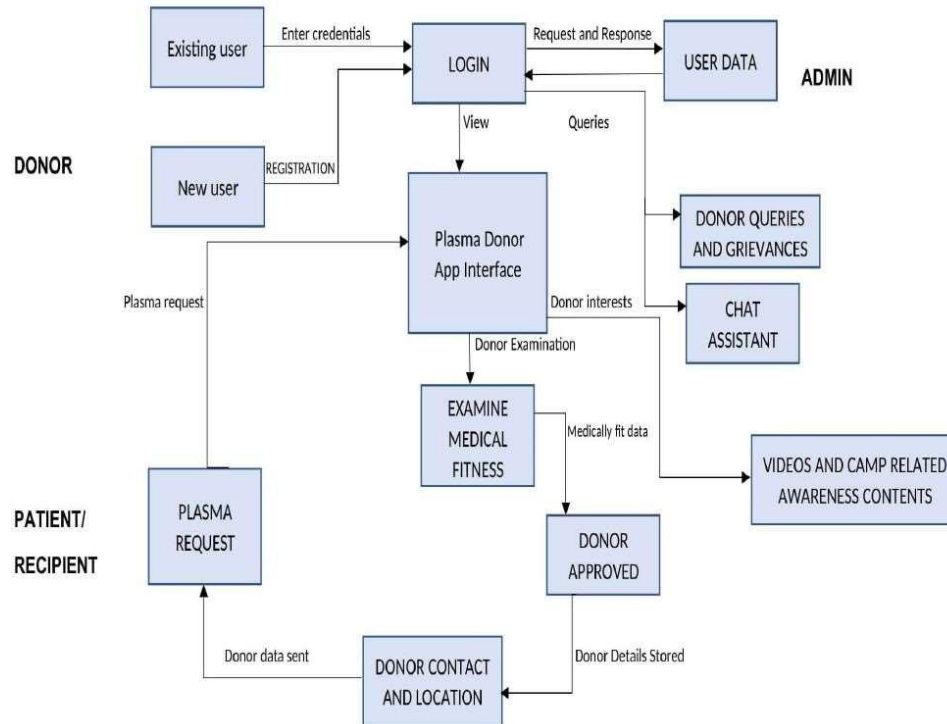 Existing user
Enter credentials
LOGIN
Request and Response
USER DATA
ADMIN
View
Queries
DONOR
New user
REGISTRATION
DONOR QUERIES
AND GRIEVANCES
Plasma Donor
App Interface
Plasma request
Donor interests
CHAT
ASSISTANT
Donor Examination
EXAMINE
MEDICAL
FITNESS
Medically fit data
VIDEOS AND CAMP RELATED
AWARENESS CONTENTS
PATIENT/
RECIPIENT
PLASMA
REQUEST
DONOR
APPROVED
Donor data sent
DONOR CONTACT
AND LOCATION
Donor Details Stored